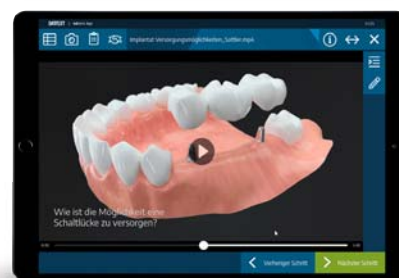 Implantat Versorgungsmöglichkeiten_Sattler.mp4
Wie ist die Möglichkeit eine
Schaltlücke zu versorgen?
Vorheriger Schritt
Nächster Schritt